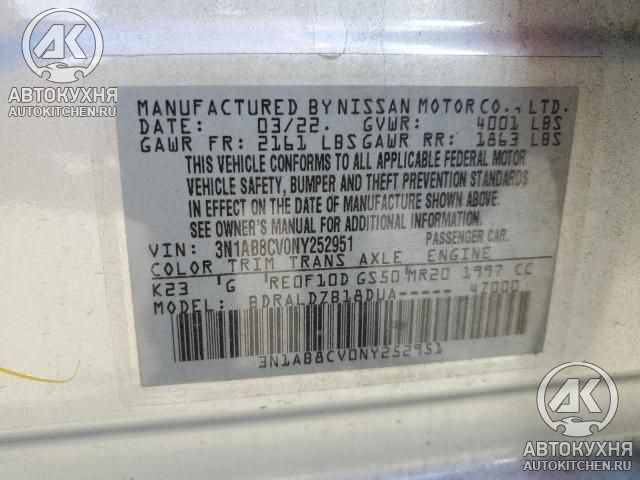 AK
АВТОКУХНЯ
AUTOKITCHEN.RU
MANUFACTURED BY NISSAN MOTOR CO., LTD.
DATE: 03/22. GVWR: 4001 LBS
GAWR FR: 2161 LBS GAWR RR: 1863 LBS
THIS VEHICLE CONFORMS TO ALL APPLICABLE FEDERAL MOTOR
VEHICLE SAFETY, BUMPER AND THEFT PREVENTION STANDARDS
IN EFFECT ON THE DATE OF MANUFACTURE SHOWN ABOVE.
SEE OWNER'S MANUAL FOR ADDITIONAL INFORMATION.
VIN: 3N1AB8CV0NY252951 PASSENGER CAR.
COLOR TRIM TRANS AXLE ENGINE
K23 G RE0F10D GS50 MR20 1997 CC
MODEL: BDRALDZB18DUA----- 47000
3N1AB8CV0NY252951
AK
АВТОКУХНЯ
AUTOKITCHEN.RU